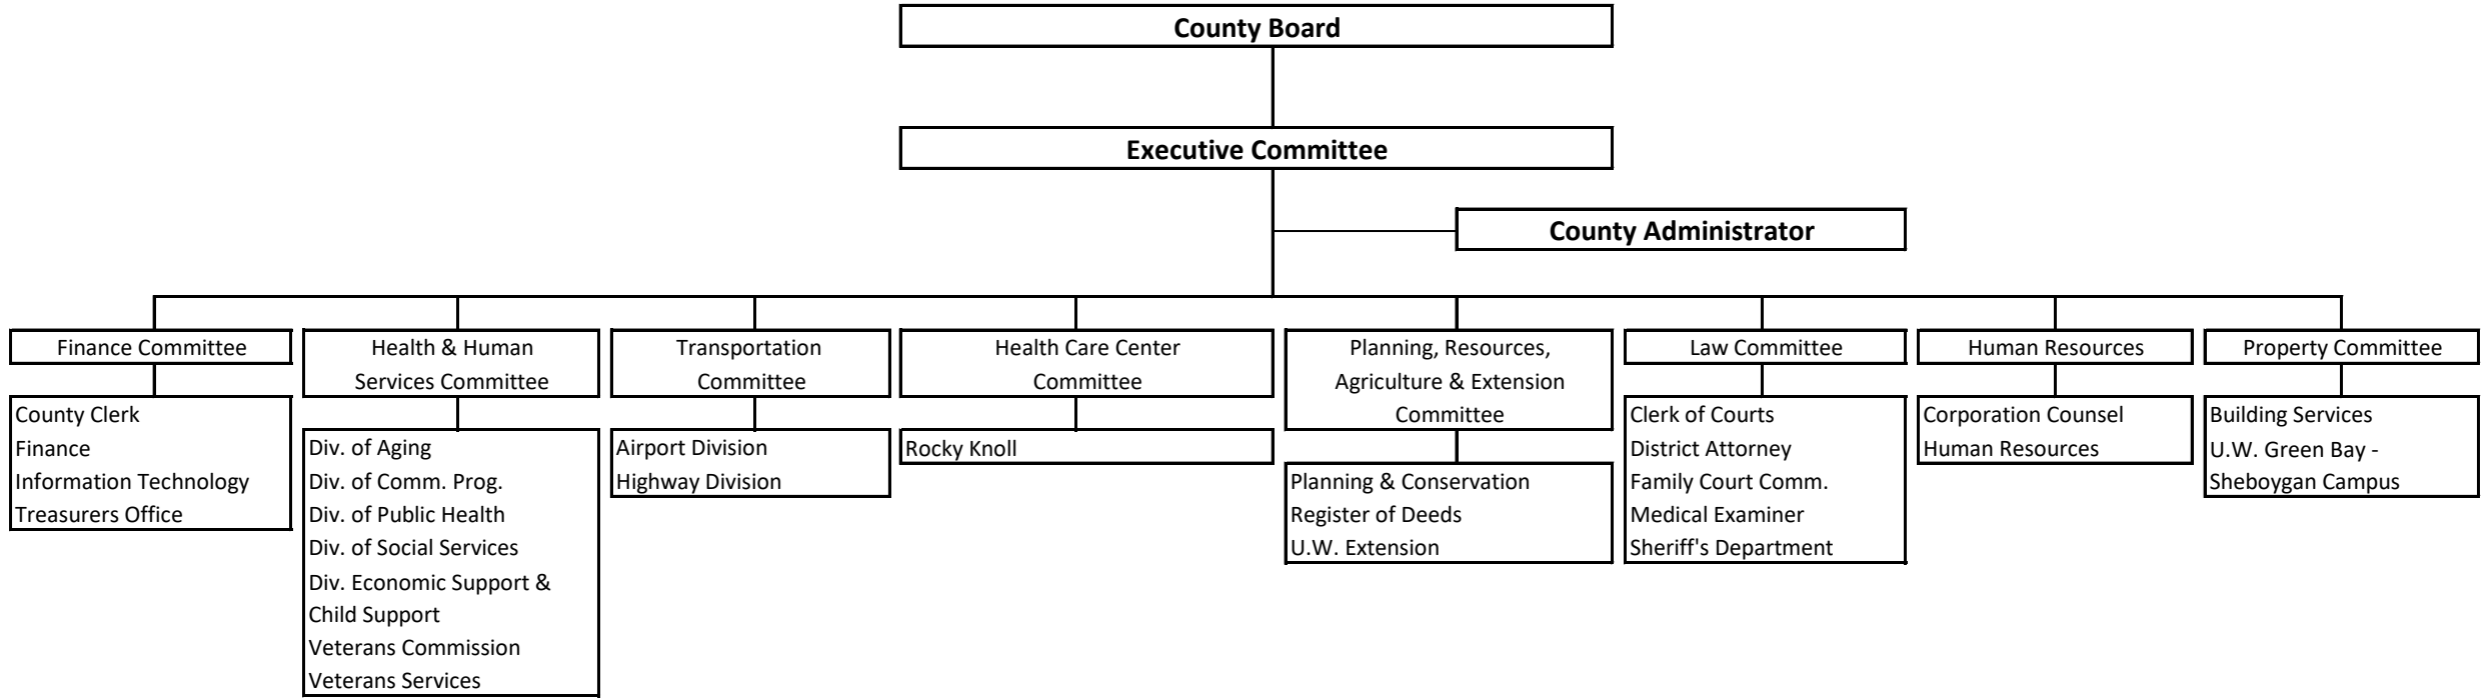 County Board
Executive Committee
County Administrator
Finance Committee
County Clerk
Finance
Information Technology
Treasurers Office
Health & Human
Services Committee
Div. of Aging
Div. of Comm. Prog.
Div. of Public Health
Div. of Social Services
Div. Economic Support &
Child Support
Veterans Commission
Veterans Services
Transportation
Committee
Airport Division
Highway Division
Health Care Center
Committee
Rocky Knoll
Planning, Resources,
Agriculture & Extension
Committee
Planning & Conservation
Register of Deeds
U.W. Extension
Law Committee
Clerk of Courts
District Attorney
Family Court Comm.
Medical Examiner
Sheriff's Department
Human Resources
Corporation Counsel
Human Resources
Property Committee
Building Services
U.W. Green Bay -
Sheboygan Campus